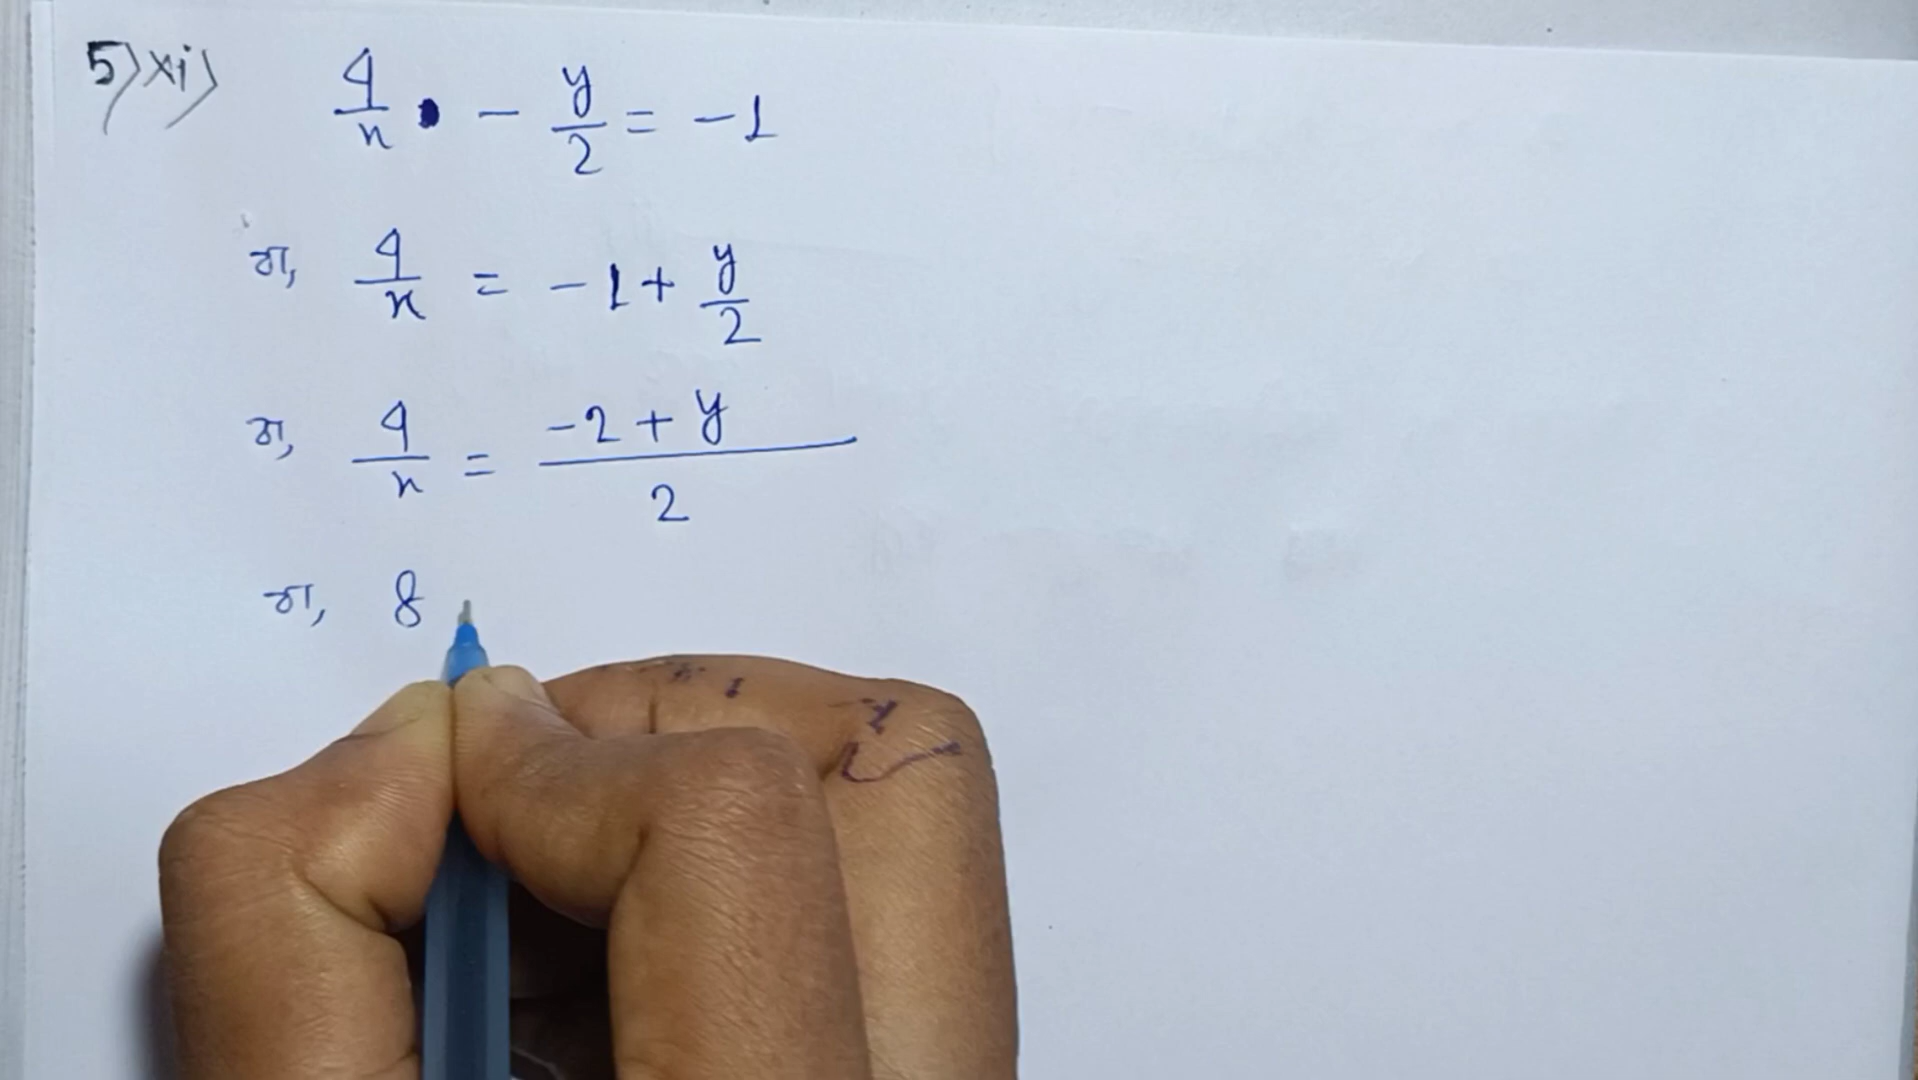 5) xi) 4/x - y/2 = -1
বা, 4/x = -1 + y/2
বা, 4/x = (-2 + y)/2
বা, 8